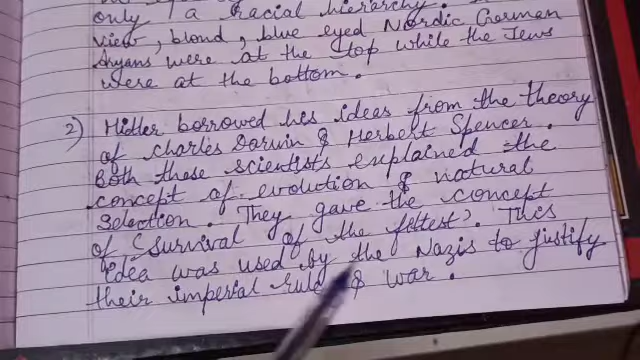 only a racial hierarchy.
view, blond, blue eyed Nordic German
Aryans were at the top while the Jews
were at the bottom.
2) Hitler borrowed his ideas from the theory
of Charles Darwin & Herbert Spencer.
Both those scientists explained the
concept of evolution & natural
selection. They gave the concept
of 'survival of the fittest'. This
idea was used by the Nazis to justify
their imperial rule & war.